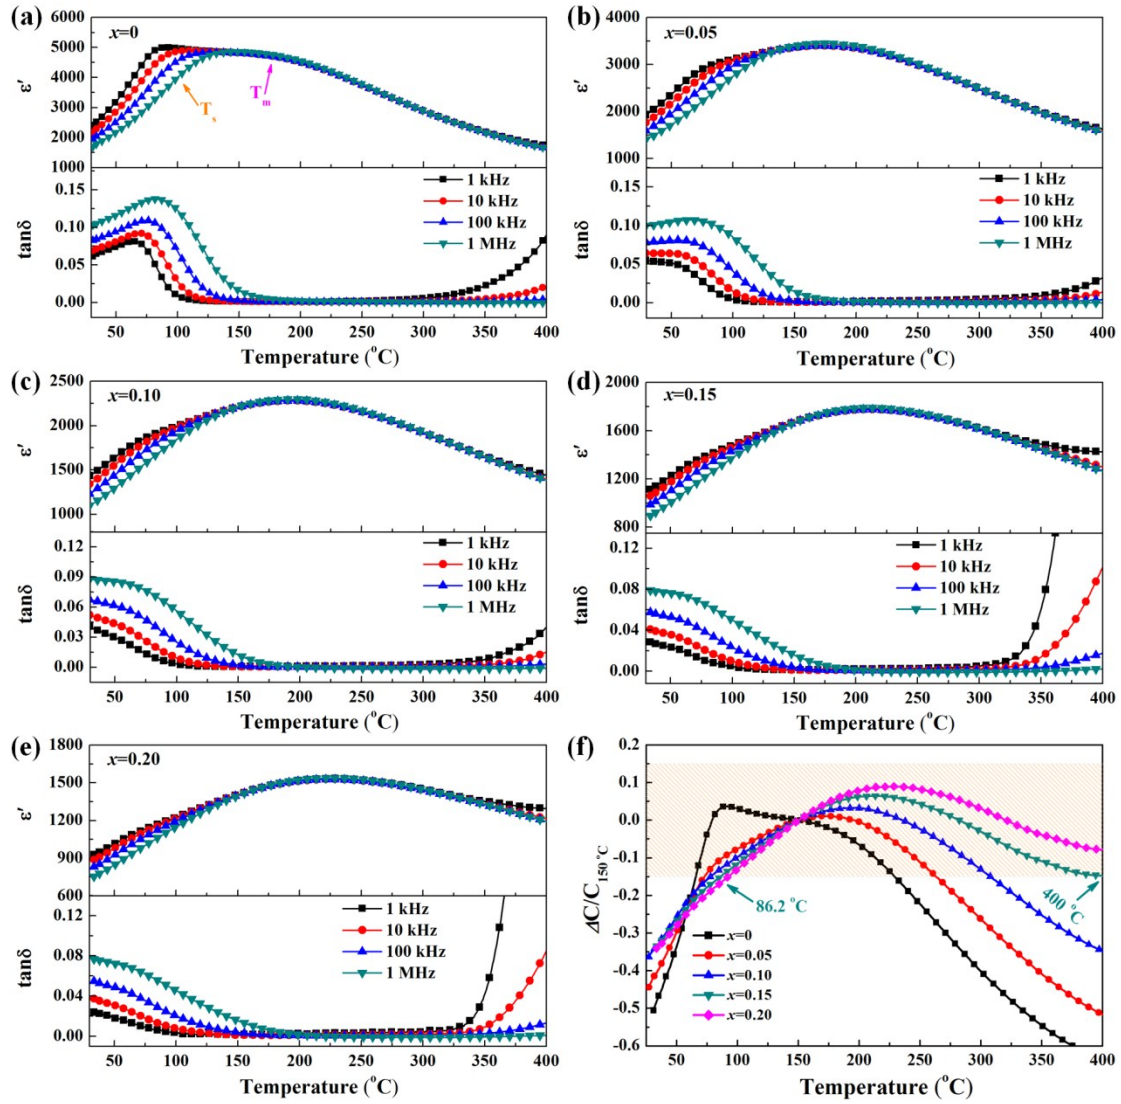 (a)
x=0
6000
5000
4000
3000
2000
1000
ε′
T_s
T_m
0.15
0.10
0.05
0.00
tanδ
1 kHz
10 kHz
100 kHz
1 MHz
50 100 150 200 250 300 350 400
Temperature (°C)
(b)
x=0.05
4000
3000
2000
1000
ε′
0.15
0.10
0.05
0.00
tanδ
1 kHz
10 kHz
100 kHz
1 MHz
50 100 150 200 250 300 350 400
Temperature (°C)
(c)
x=0.10
2500
2000
1500
1000
ε′
0.12
0.09
0.06
0.03
0.00
tanδ
1 kHz
10 kHz
100 kHz
1 MHz
50 100 150 200 250 300 350 400
Temperature (°C)
(d)
x=0.15
2000
1600
1200
800
ε′
0.12
0.08
0.04
0.00
tanδ
1 kHz
10 kHz
100 kHz
1 MHz
50 100 150 200 250 300 350 400
Temperature (°C)
(e)
x=0.20
1800
1500
1200
900
600
ε′
0.12
0.08
0.04
0.00
tanδ
1 kHz
10 kHz
100 kHz
1 MHz
50 100 150 200 250 300 350 400
Temperature (°C)
(f)
0.2
0.1
0.0
-0.1
-0.2
-0.3
-0.4
-0.5
-0.6
ΔC/C150 °C
86.2 °C
400 °C
x=0
x=0.05
x=0.10
x=0.15
x=0.20
50 100 150 200 250 300 350 400
Temperature (°C)